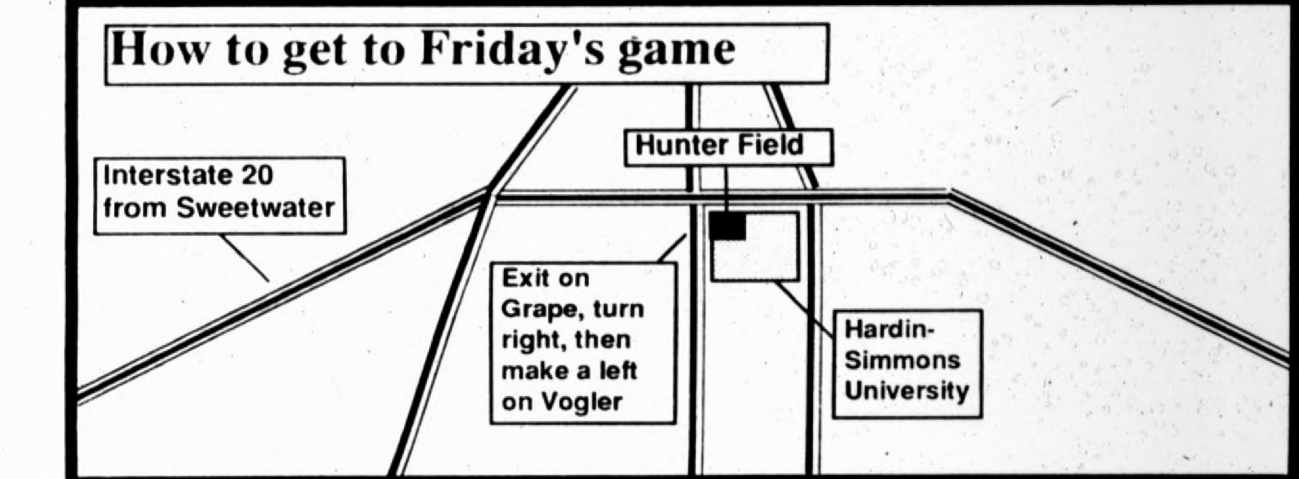 How to get to Friday's game
Hunter Field
Interstate 20
from Sweetwater
Exit on
Grape, turn
right, then
make a left
on Vogler
Hardin-
Simmons
University